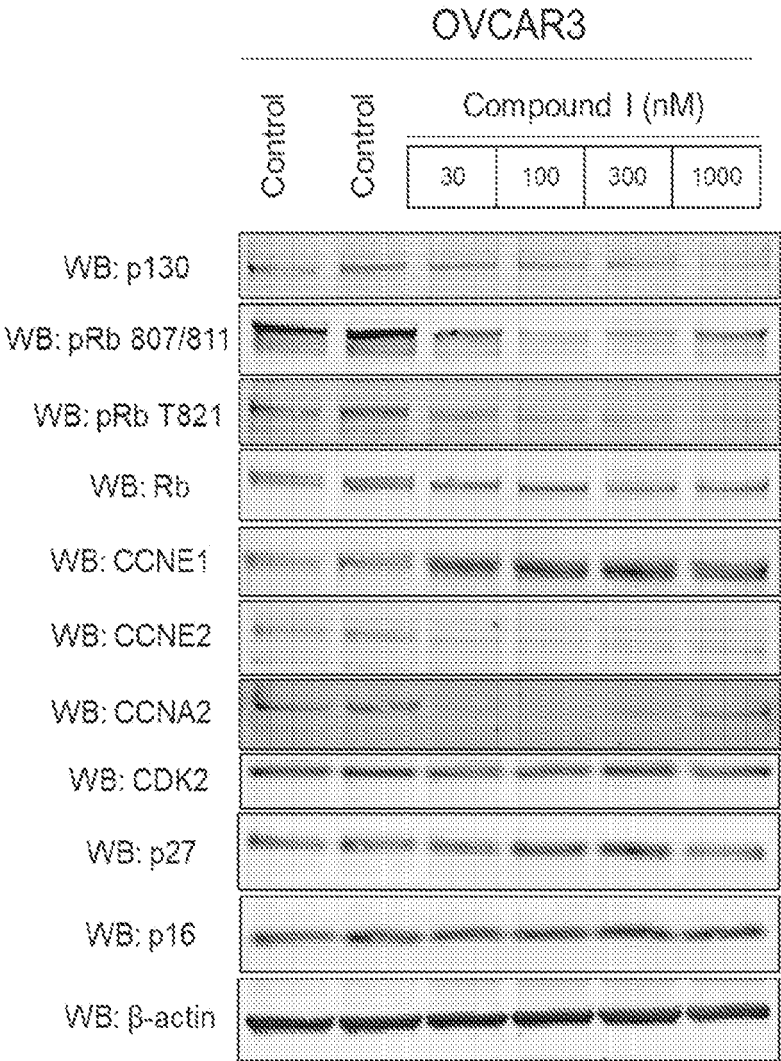 OVCAR3
Control
Control
Compound I (nM)
30 100 300 1000
WB: p130
WB: pRb 807/811
WB: pRb T821
WB: Rb
WB: CCNE1
WB: CCNE2
WB: CCNA2
WB: CDK2
WB: p27
WB: p16
WB: β-actin